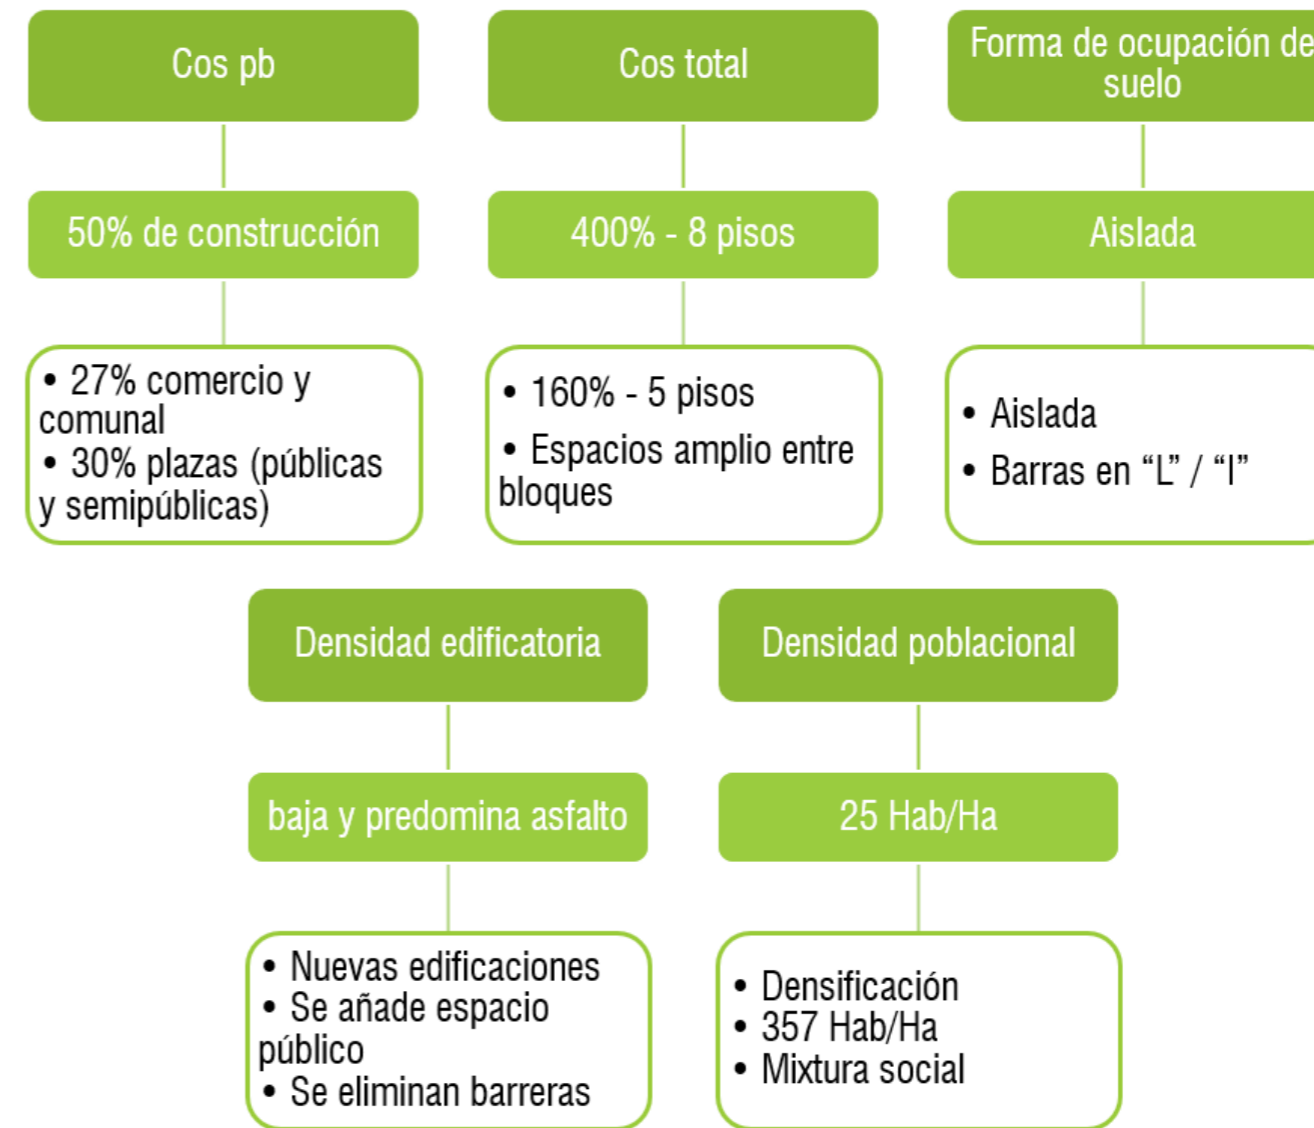 Cos pb
50% de construcción
• 27% comercio y
comunal
• 30% plazas (públicas
y semipúblicas)
Cos total
400% - 8 pisos
• 160% - 5 pisos
• Espacios amplio entre
bloques
Forma de ocupación de
suelo
Aislada
• Aislada
• Barras en “L” / “I”
Densidad edificatoria
baja y predomina asfalto
• Nuevas edificaciones
• Se añade espacio
público
• Se eliminan barreras
Densidad poblacional
25 Hab/Ha
• Densificación
• 357 Hab/Ha
• Mixtura social